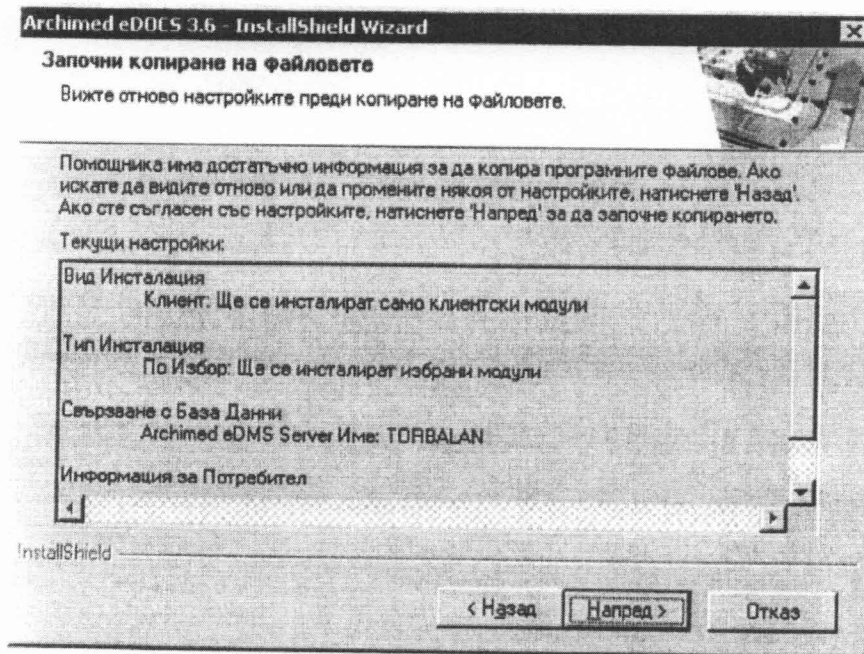 Archimed eDOCS 3.6 - InstallShield Wizard
Започни копиране на файловете
Вижте отново настройките преди копиране на файловете.
Помощника има достатъчно информация за да копира програмните файлове. Ако
искате да видите отново или да промените някоя от настройките, натиснете 'Назад'.
Ако сте съгласен със настройките, натиснете 'Напред' за да започне копирането.
Текущи настройки:
Вид Инсталация
Клиент: Ще се инсталират само клиентски модули
Тип Инсталация
По Избор: Ще се инсталират избрани модули
Свързване с База Данни
Archimed eDMS Server Име: TORBALAN
Информация за Потребител
InstallShield
< Назад
Напред >
Отказ